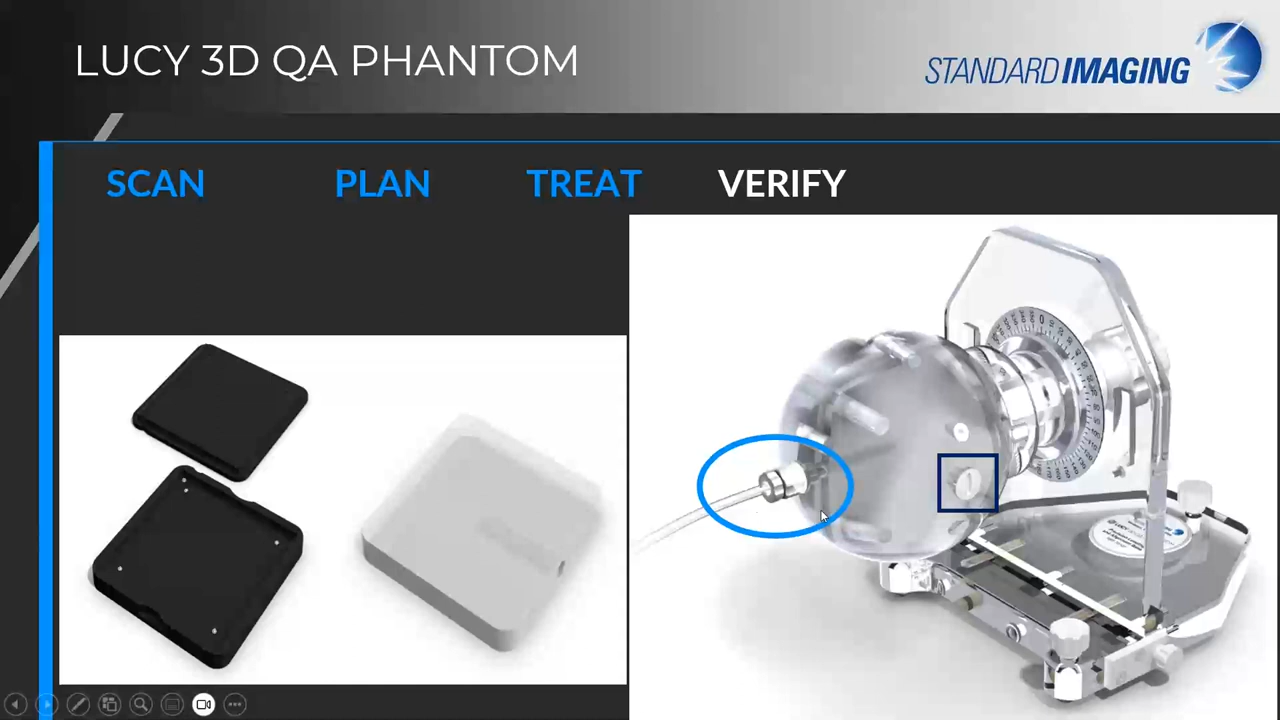 LUCY 3D QA PHANTOM
STANDARD IMAGING
SCAN PLAN TREAT VERIFY